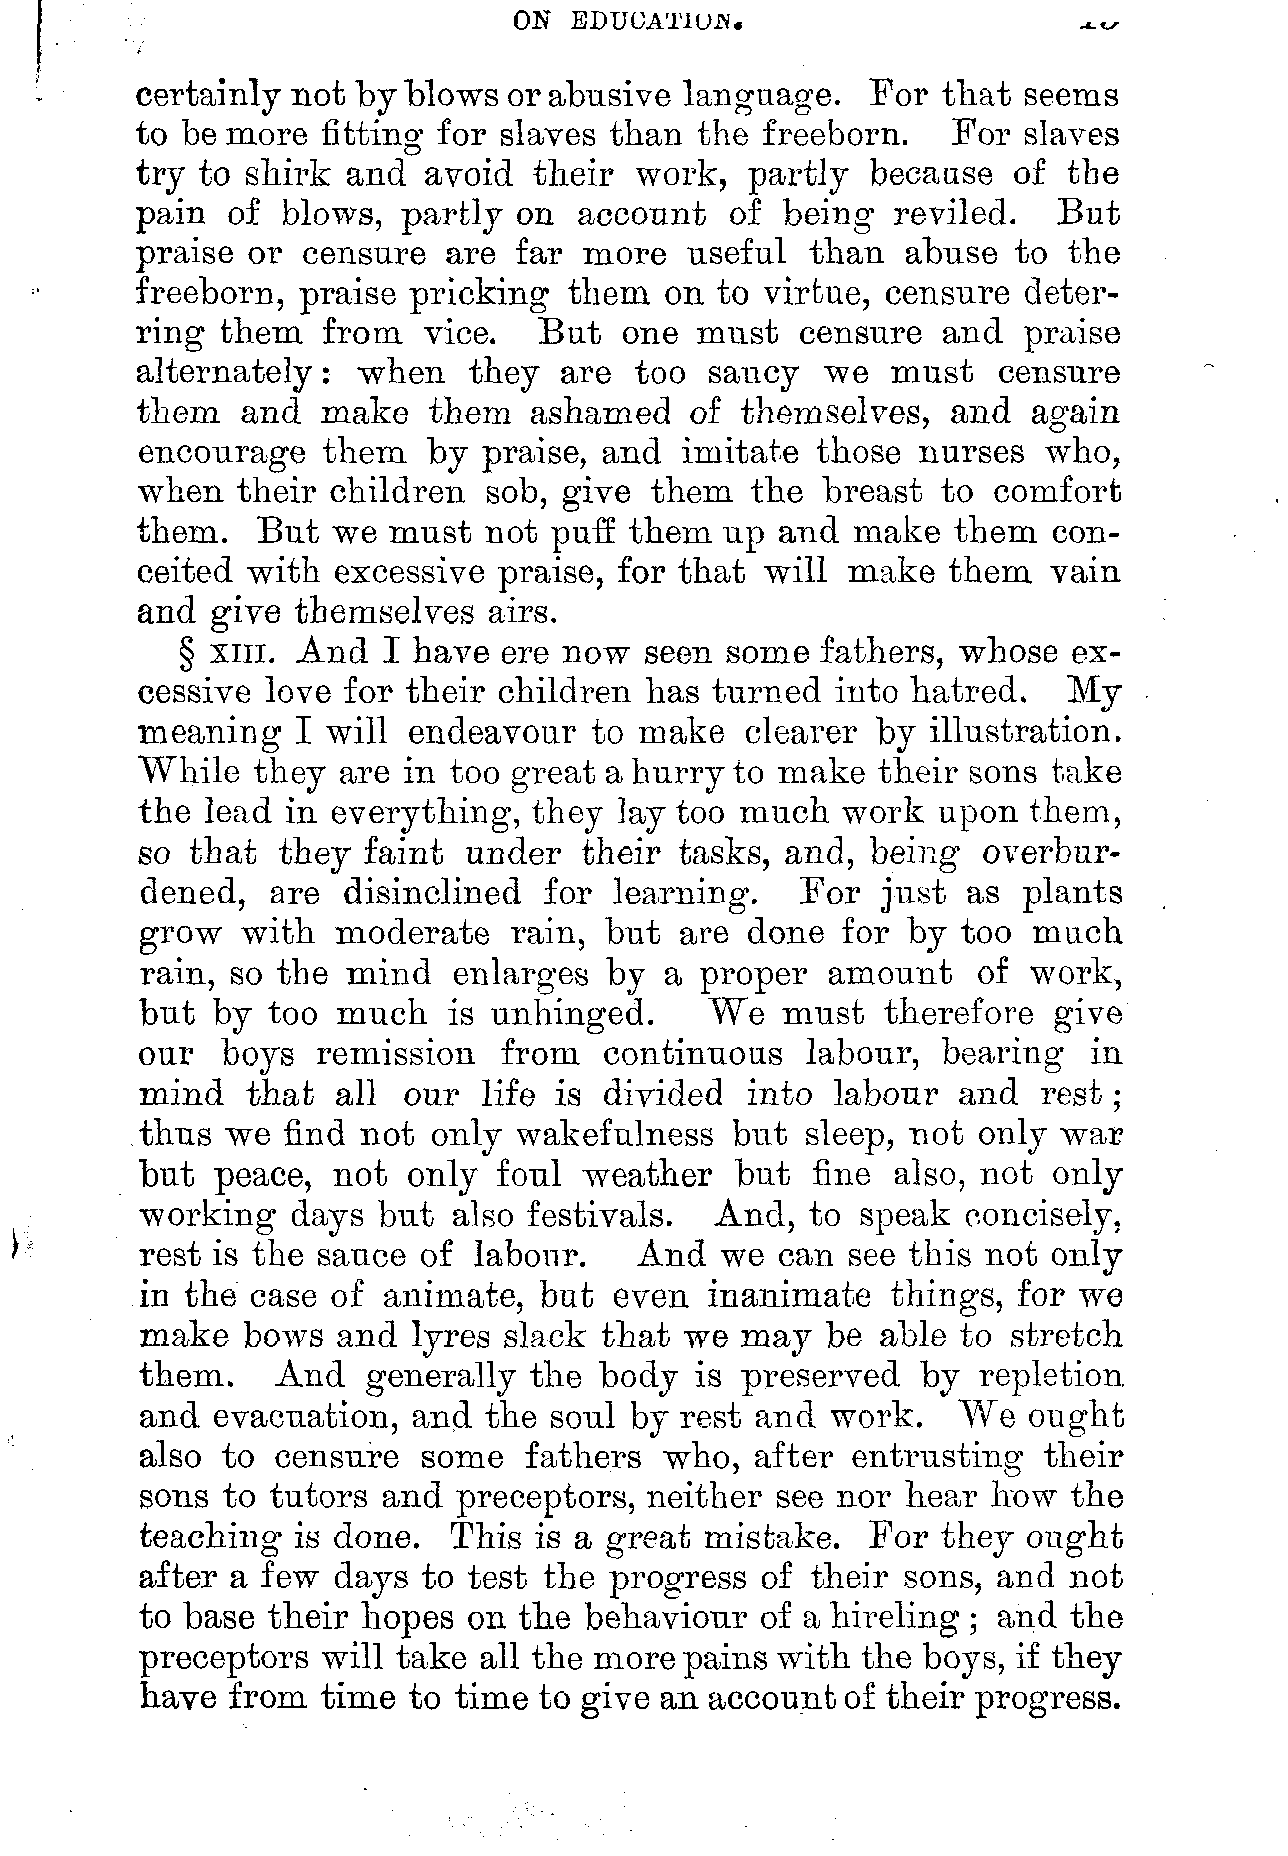 ON EDUCATION.
certainly not by blows or abusive language. For that seems
to be more fitting for slaves than the freeborn. For slaves
try to shirk and avoid their work, partly because of the
pain of blows, partly on account of being reviled. But
praise or censure are far more useful than abuse to the
freeborn, praise pricking them on to virtue, censure deter-
ring them from vice. But one must censure and praise
alternately: when they are too saucy we must censure
them and make them ashamed of themselves, and again
encourage them by praise, and imitate those nurses who,
when their children sob, give them the breast to comfort
them. But we must not puff them up and make them con-
ceited with excessive praise, for that will make them vain
and give themselves airs.
§ XIII. And I have ere now seen some fathers, whose ex-
cessive love for their children has turned into hatred. My
meaning I will endeavour to make clearer by illustration.
While they are in too great a hurry to make their sons take
the lead in everything, they lay too much work upon them,
so that they faint under their tasks, and, being overbur-
dened, are disinclined for learning. For just as plants
grow with moderate rain, but are done for by too much
rain, so the mind enlarges by a proper amount of work,
but by too much is unhinged. We must therefore give
our boys remission from continuous labour, bearing in
mind that all our life is divided into labour and rest;
thus we find not only wakefulness but sleep, not only war
but peace, not only foul weather but fine also, not only
working days but also festivals. And, to speak concisely,
rest is the sauce of labour. And we can see this not only
in the case of animate, but even inanimate things, for we
make bows and lyres slack that we may be able to stretch
them. And generally the body is preserved by repletion
and evacuation, and the soul by rest and work. We ought
also to censure some fathers who, after entrusting their
sons to tutors and preceptors, neither see nor hear how the
teaching is done. This is a great mistake. For they ought
after a few days to test the progress of their sons, and not
to base their hopes on the behaviour of a hireling; and the
preceptors will take all the more pains with the boys, if they
have from time to time to give an account of their progress.